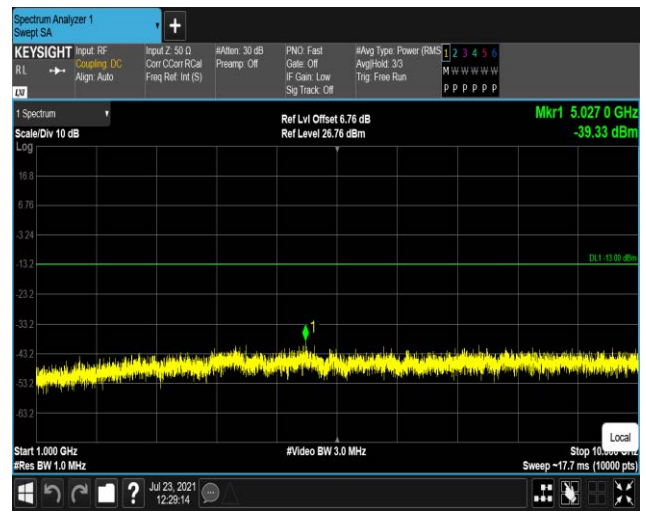 Spectrum Analyzer 1
Swept SA
+
KEYSIGHT Input: RF Input Z: 50 Ω #Atten: 30 dB PNO: Fast #Avg Type: Power (RMS 1 2 3 4 5 6
RL Coupling: DC Corr CCorr RCal Preamp: Off Gate: Off Avg|Hold: 3/3 M W W W W W
Align: Auto Freq Ref: Int (S) IF Gain: Low Trig: Free Run
LXI Sig Track: Off P P P P P P
1 Spectrum Ref Lvl Offset 6.76 dB Mkr1 5.027 0 GHz
Scale/Div 10 dB Ref Level 26.76 dBm -39.33 dBm
Log
16.8
6.76
-3.24
-13.2 DL1 -13.00 dBm
-23.2
-33.2 1
-43.2
-53.2
-63.2
Local
Start 1.000 GHz #Video BW 3.0 MHz Stop 10.000 GHz
#Res BW 1.0 MHz Sweep ~17.7 ms (10000 pts)
? Jul 23, 2021
12:29:14